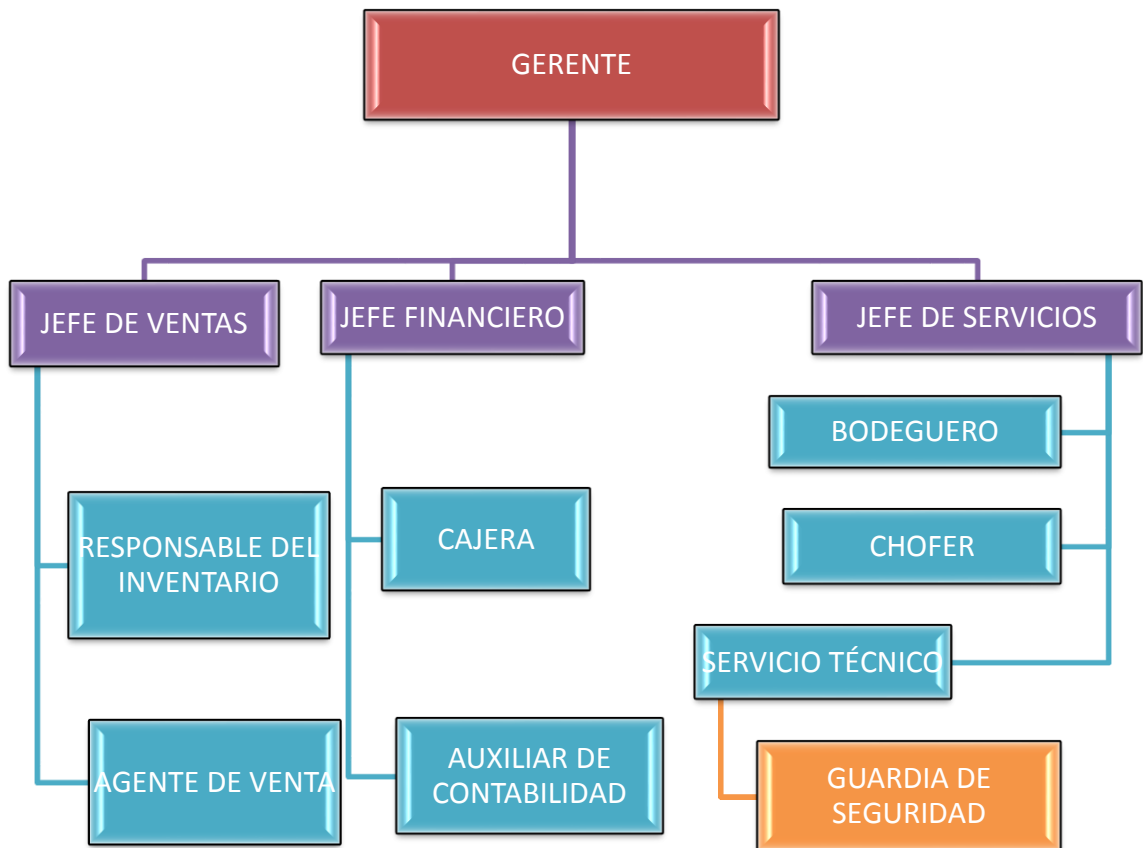 GERENTE
JEFE DE VENTAS
JEFE FINANCIERO
JEFE DE SERVICIOS
BODEGUERO
RESPONSABLE DEL
INVENTARIO
CAJERA
CHOFER
SERVICIO TÉCNICO
AGENTE DE VENTA
AUXILIAR DE
CONTABILIDAD
GUARDIA DE
SEGURIDAD